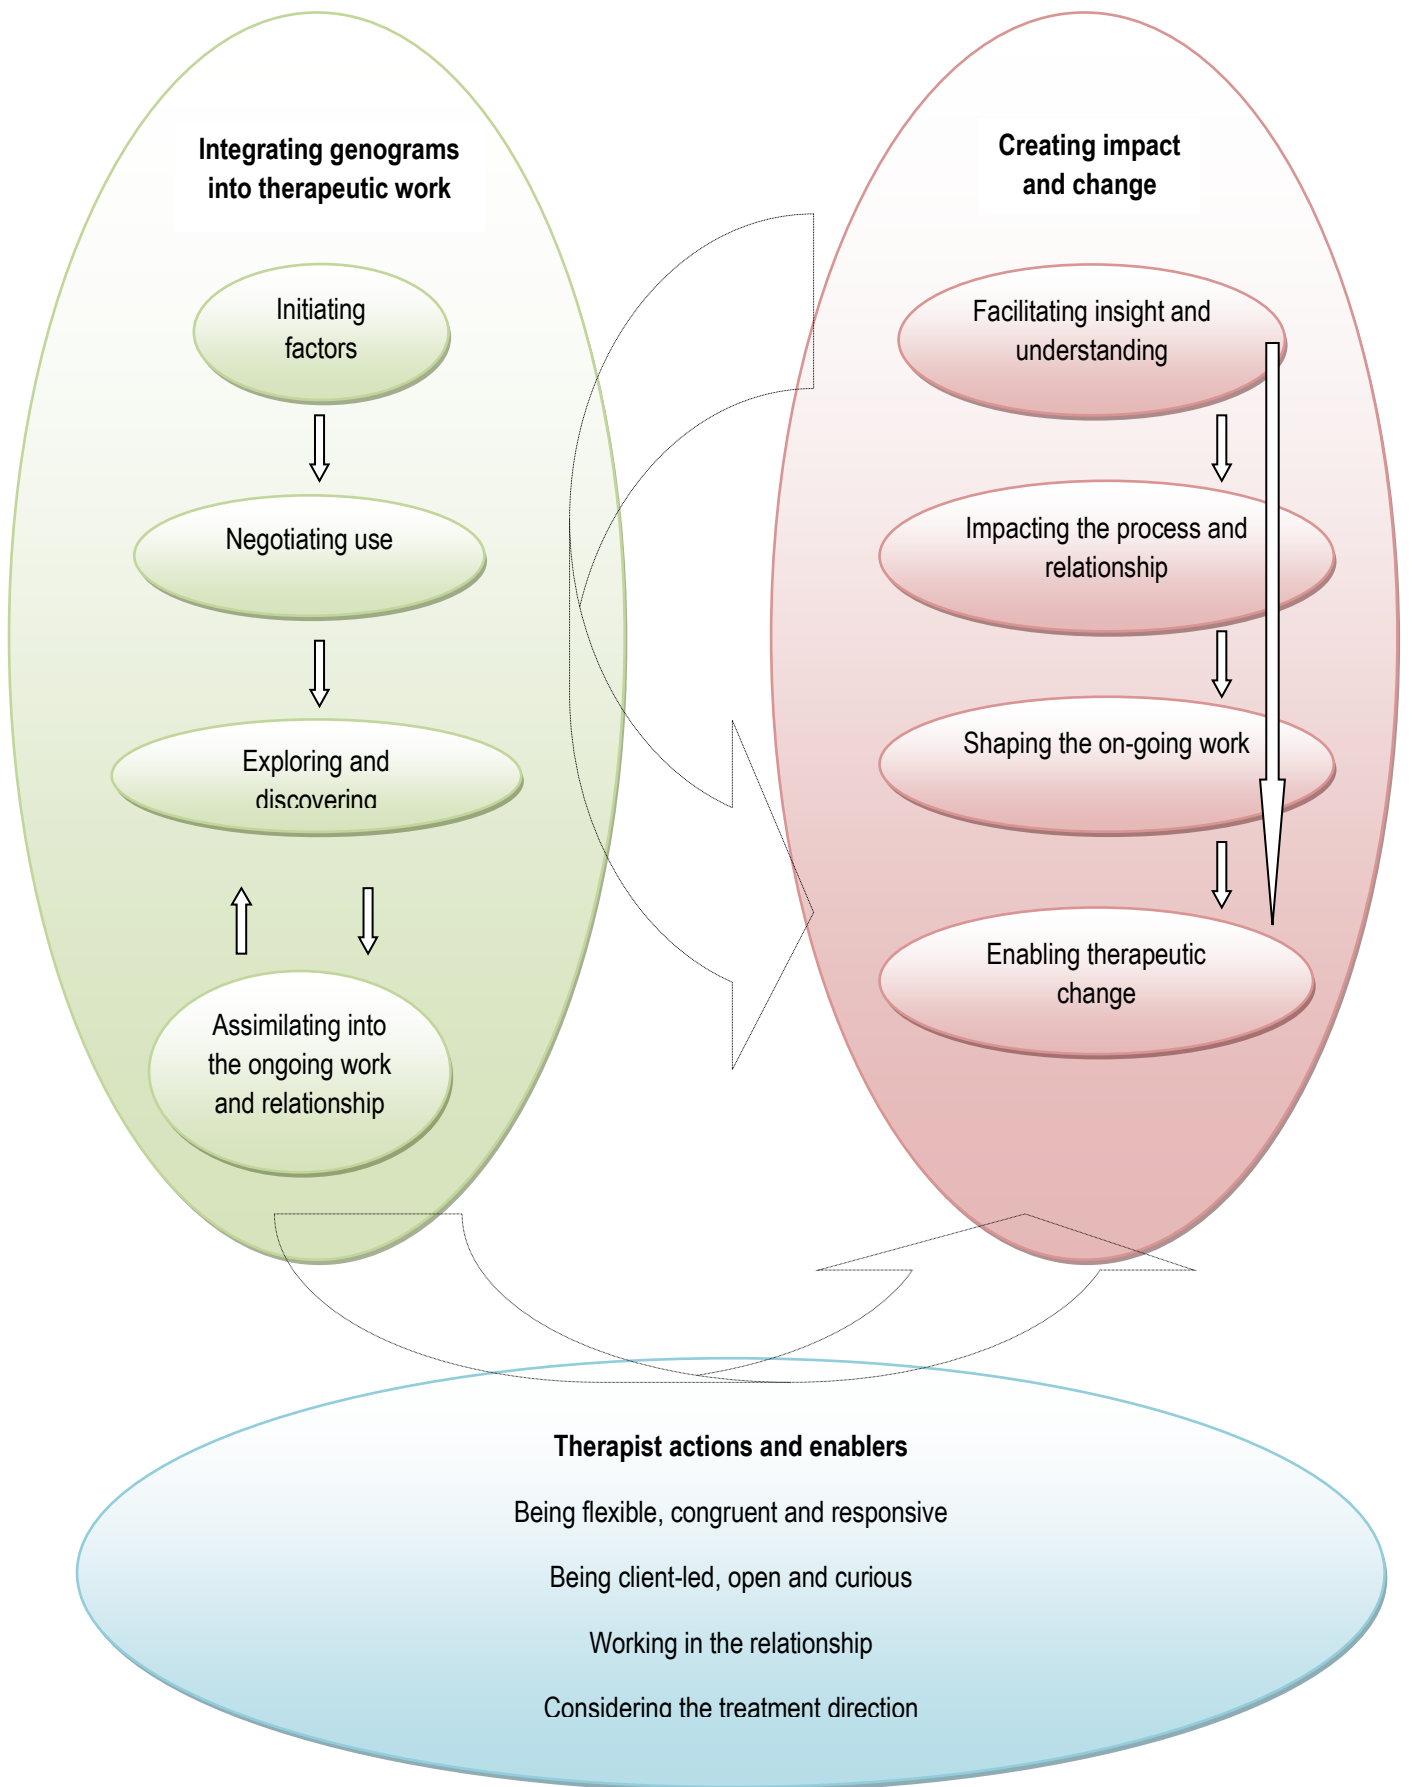 Integrating genograms
into therapeutic work
Initiating
factors
Negotiating use
Exploring and
discovering
Assimilating into
the ongoing work
and relationship
Creating impact
and change
Facilitating insight and
understanding
Impacting the process and
relationship
Shaping the on-going work
Enabling therapeutic
change
Therapist actions and enablers
Being flexible, congruent and responsive
Being client-led, open and curious
Working in the relationship
Considering the treatment direction